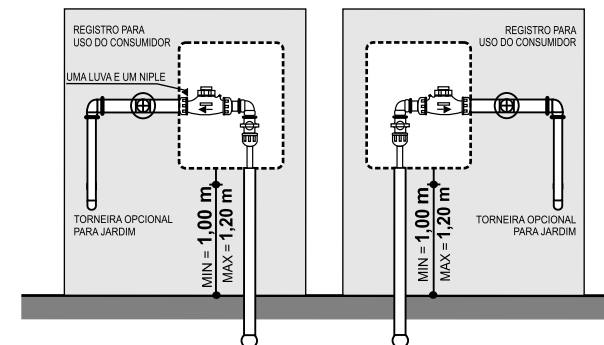 REGISTRO PARA
USO DO CONSUMIDOR
UMA LUVA E UM NIPLE
TORNEIRA OPCIONAL
PARA JARDIM
MIN = 1,00 m
MAX = 1,20 m
REGISTRO PARA
USO DO CONSUMIDOR
TORNEIRA OPCIONAL
PARA JARDIM
MIN = 1,00 m
MAX = 1,20 m